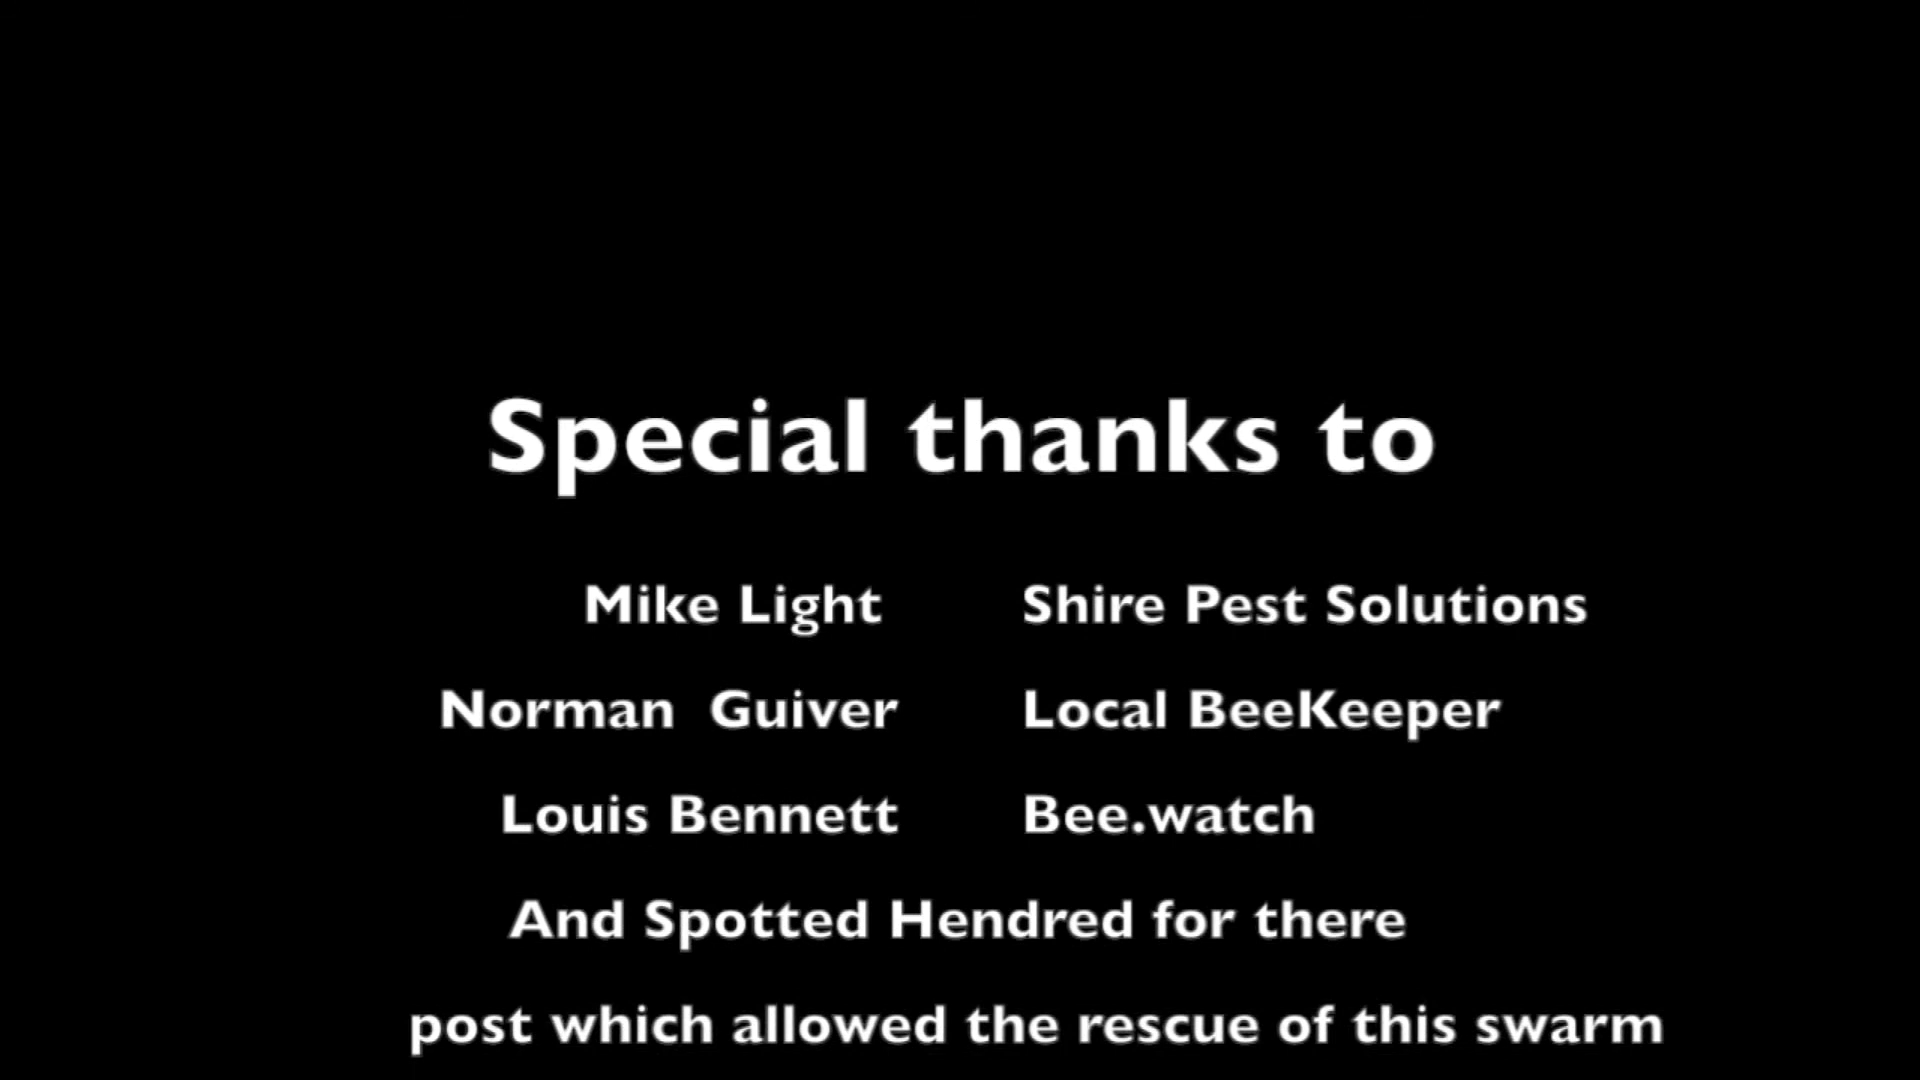 Special thanks to
Mike Light Shire Pest Solutions
Norman Guiver Local BeeKeeper
Louis Bennett Bee.watch
And Spotted Hendred for there
post which allowed the rescue of this swarm